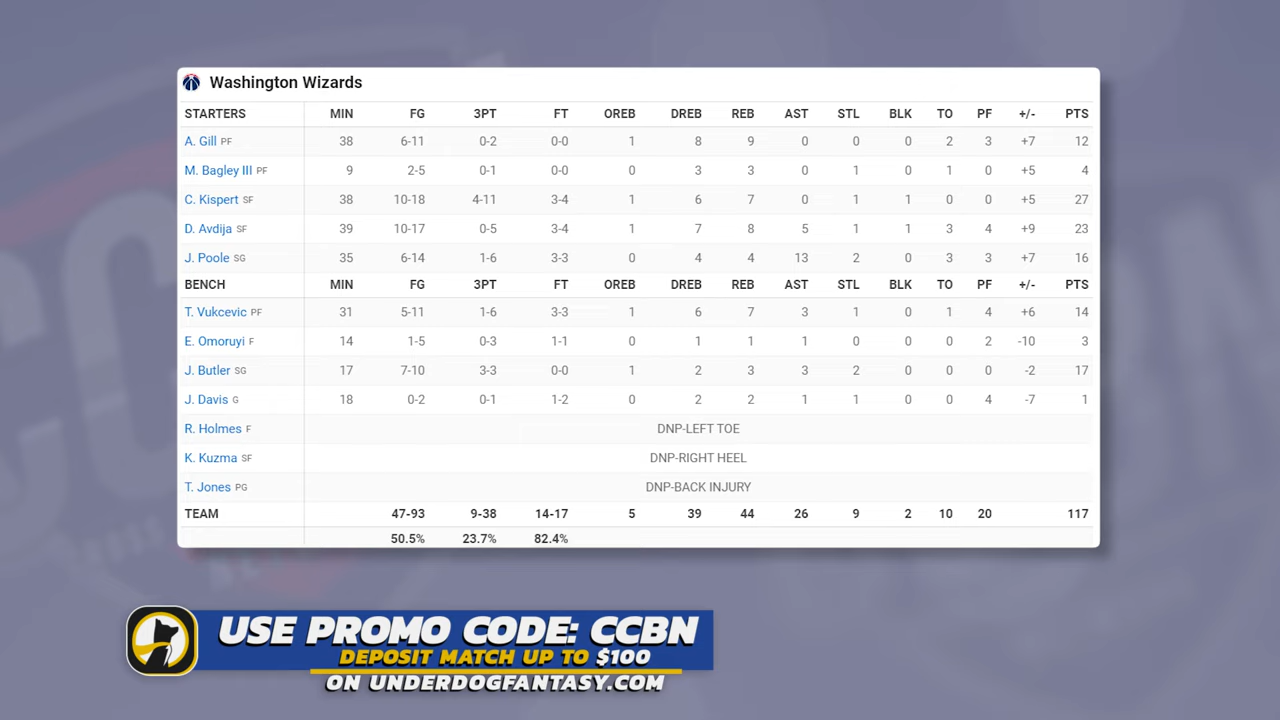 Washington Wizards
STARTERS MIN FG 3PT FT OREB DREB REB AST STL BLK TO PF +/- PTS
A. Gill PF 38 6-11 0-2 0-0 1 8 9 0 0 0 2 3 +7 12
M. Bagley III PF 9 2-5 0-1 0-0 0 3 3 0 1 0 1 0 +5 4
C. Kispert SF 38 10-18 4-11 3-4 1 6 7 0 1 1 0 0 +5 27
D. Avdija SF 39 10-17 0-5 3-4 1 7 8 5 1 1 3 4 +9 23
J. Poole SG 35 6-14 1-6 3-3 0 4 4 13 2 0 3 3 +7 16
BENCH MIN FG 3PT FT OREB DREB REB AST STL BLK TO PF +/- PTS
T. Vukcevic PF 31 5-11 1-6 3-3 1 6 7 3 1 0 1 4 +6 14
E. Omoruyi F 14 1-5 0-3 1-1 0 1 1 1 0 0 0 2 -10 3
J. Butler SG 17 7-10 3-3 0-0 1 2 3 3 2 0 0 0 -2 17
J. Davis G 18 0-2 0-1 1-2 0 2 2 1 1 0 0 4 -7 1
R. Holmes F DNP-LEFT TOE
K. Kuzma SF DNP-RIGHT HEEL
T. Jones PG DNP-BACK INJURY
TEAM 47-93 9-38 14-17 5 39 44 26 9 2 10 20 117
50.5% 23.7% 82.4%
USE PROMO CODE: CCBN
DEPOSIT MATCH UP TO $100
ON UNDERDOGFANTASY.COM